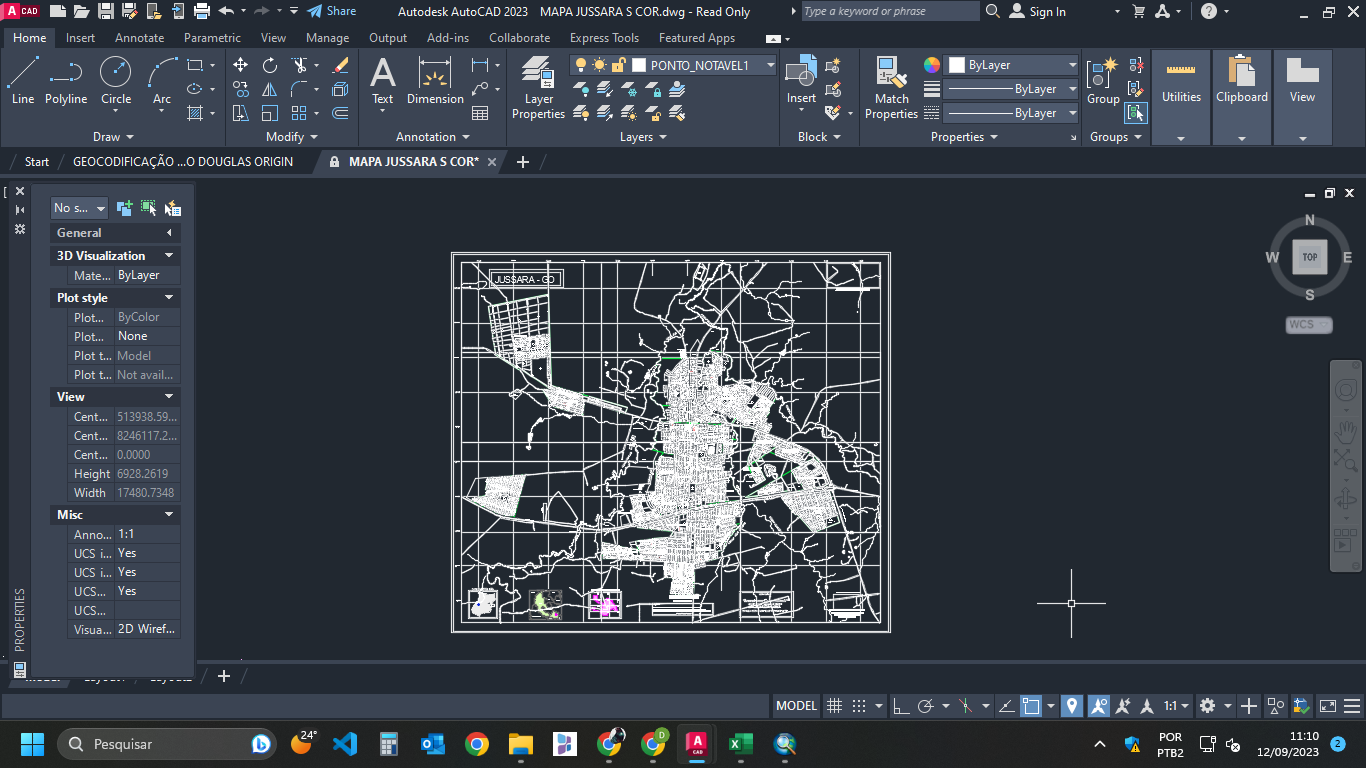 CAD
Share
Autodesk AutoCAD 2023 MAPA JUSSARA S COR.dwg - Read Only
Type a keyword or phrase
Sign In
Home Insert Annotate Parametric View Manage Output Add-ins Collaborate Express Tools Featured Apps
Line Polyline Circle Arc
Text Dimension
Layer Properties
PONTO_NOTAVEL1
Insert
Match Properties
ByLayer
ByLayer
ByLayer
Group
Utilities Clipboard View
Draw Modify Annotation Layers Block Properties Groups
Start GEOCODIFICAÇÃO ...O DOUGLAS ORIGIN MAPA JUSSARA S COR*
No s...
General
3D Visualization
Mate... ByLayer
Plot style
Plot... ByColor
Plot... None
Plot t... Model
Plot t... Not avail...
View
Cent... 513938.59...
Cent... 8246117.2...
Cent... 0.0000
Height 6928.2619
Width 17480.7348
Misc
Anno... 1:1
UCS i... Yes
UCS i... Yes
UCS... Yes
UCS...
Visua... 2D Wiref...
PROPERTIES
JUSSARA - GO
N
W TOP E
S
WCS
MODEL 1:1
Pesquisar
24°
POR
PTB2
11:10
12/09/2023
2